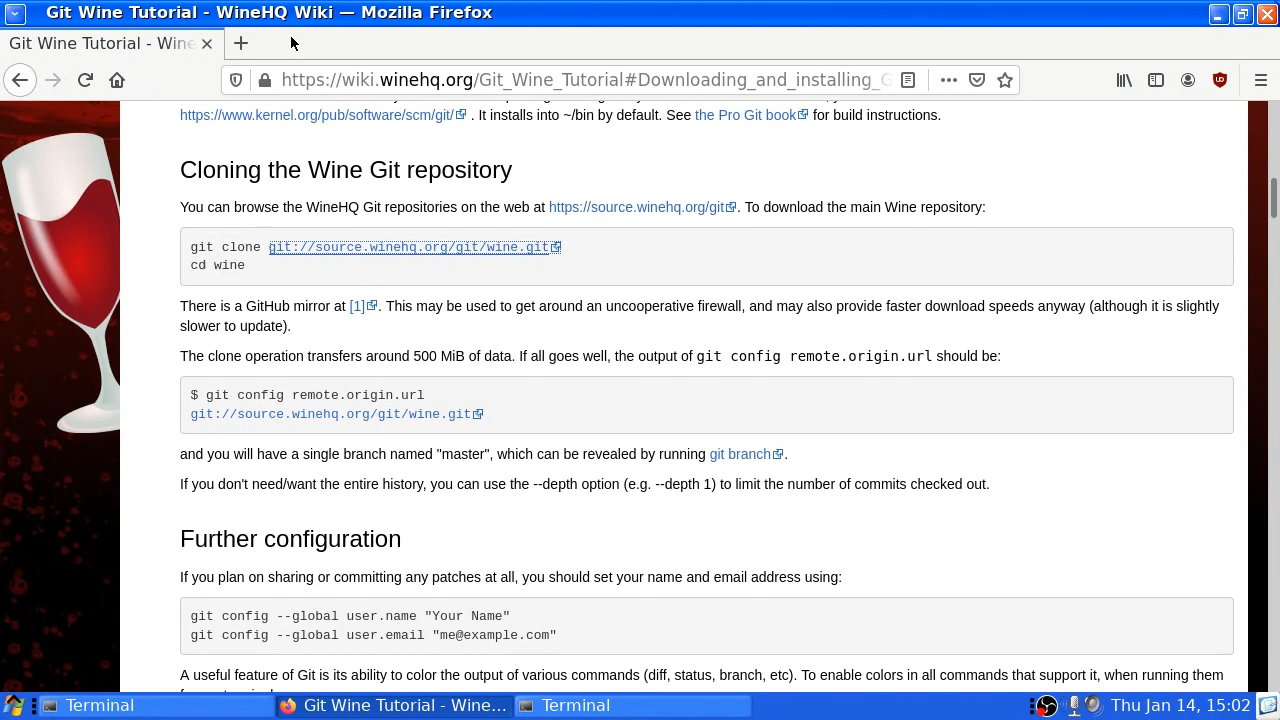 Git Wine Tutorial - WineHQ Wiki — Mozilla Firefox
Git Wine Tutorial - Wine
https://wiki.winehq.org/Git_Wine_Tutorial#Downloading_and_installing_G
https://www.kernel.org/pub/software/scm/git/ . It installs into ~/bin by default. See the Pro Git book for build instructions.
Cloning the Wine Git repository
You can browse the WineHQ Git repositories on the web at https://source.winehq.org/git. To download the main Wine repository:
git clone git://source.winehq.org/git/wine.git
cd wine
There is a GitHub mirror at [1]. This may be used to get around an uncooperative firewall, and may also provide faster download speeds anyway (although it is slightly
slower to update).
The clone operation transfers around 500 MiB of data. If all goes well, the output of git config remote.origin.url should be:
$ git config remote.origin.url
git://source.winehq.org/git/wine.git
and you will have a single branch named "master", which can be revealed by running git branch.
If you don't need/want the entire history, you can use the --depth option (e.g. --depth 1) to limit the number of commits checked out.
Further configuration
If you plan on sharing or committing any patches at all, you should set your name and email address using:
git config --global user.name "Your Name"
git config --global user.email "me@example.com"
A useful feature of Git is its ability to color the output of various commands (diff, status, branch, etc). To enable colors in all commands that support it, when running them
Terminal
Git Wine Tutorial - Wine...
Terminal
Thu Jan 14, 15:02